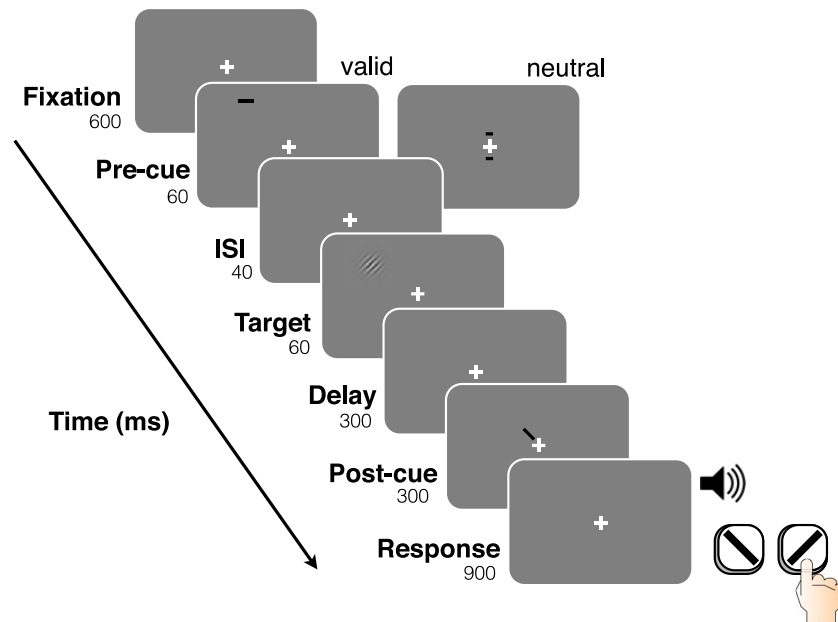 valid
neutral
Fixation
600
Pre-cue
60
ISI
40
Target
60
Delay
300
Time (ms)
Post-cue
300
Response
900